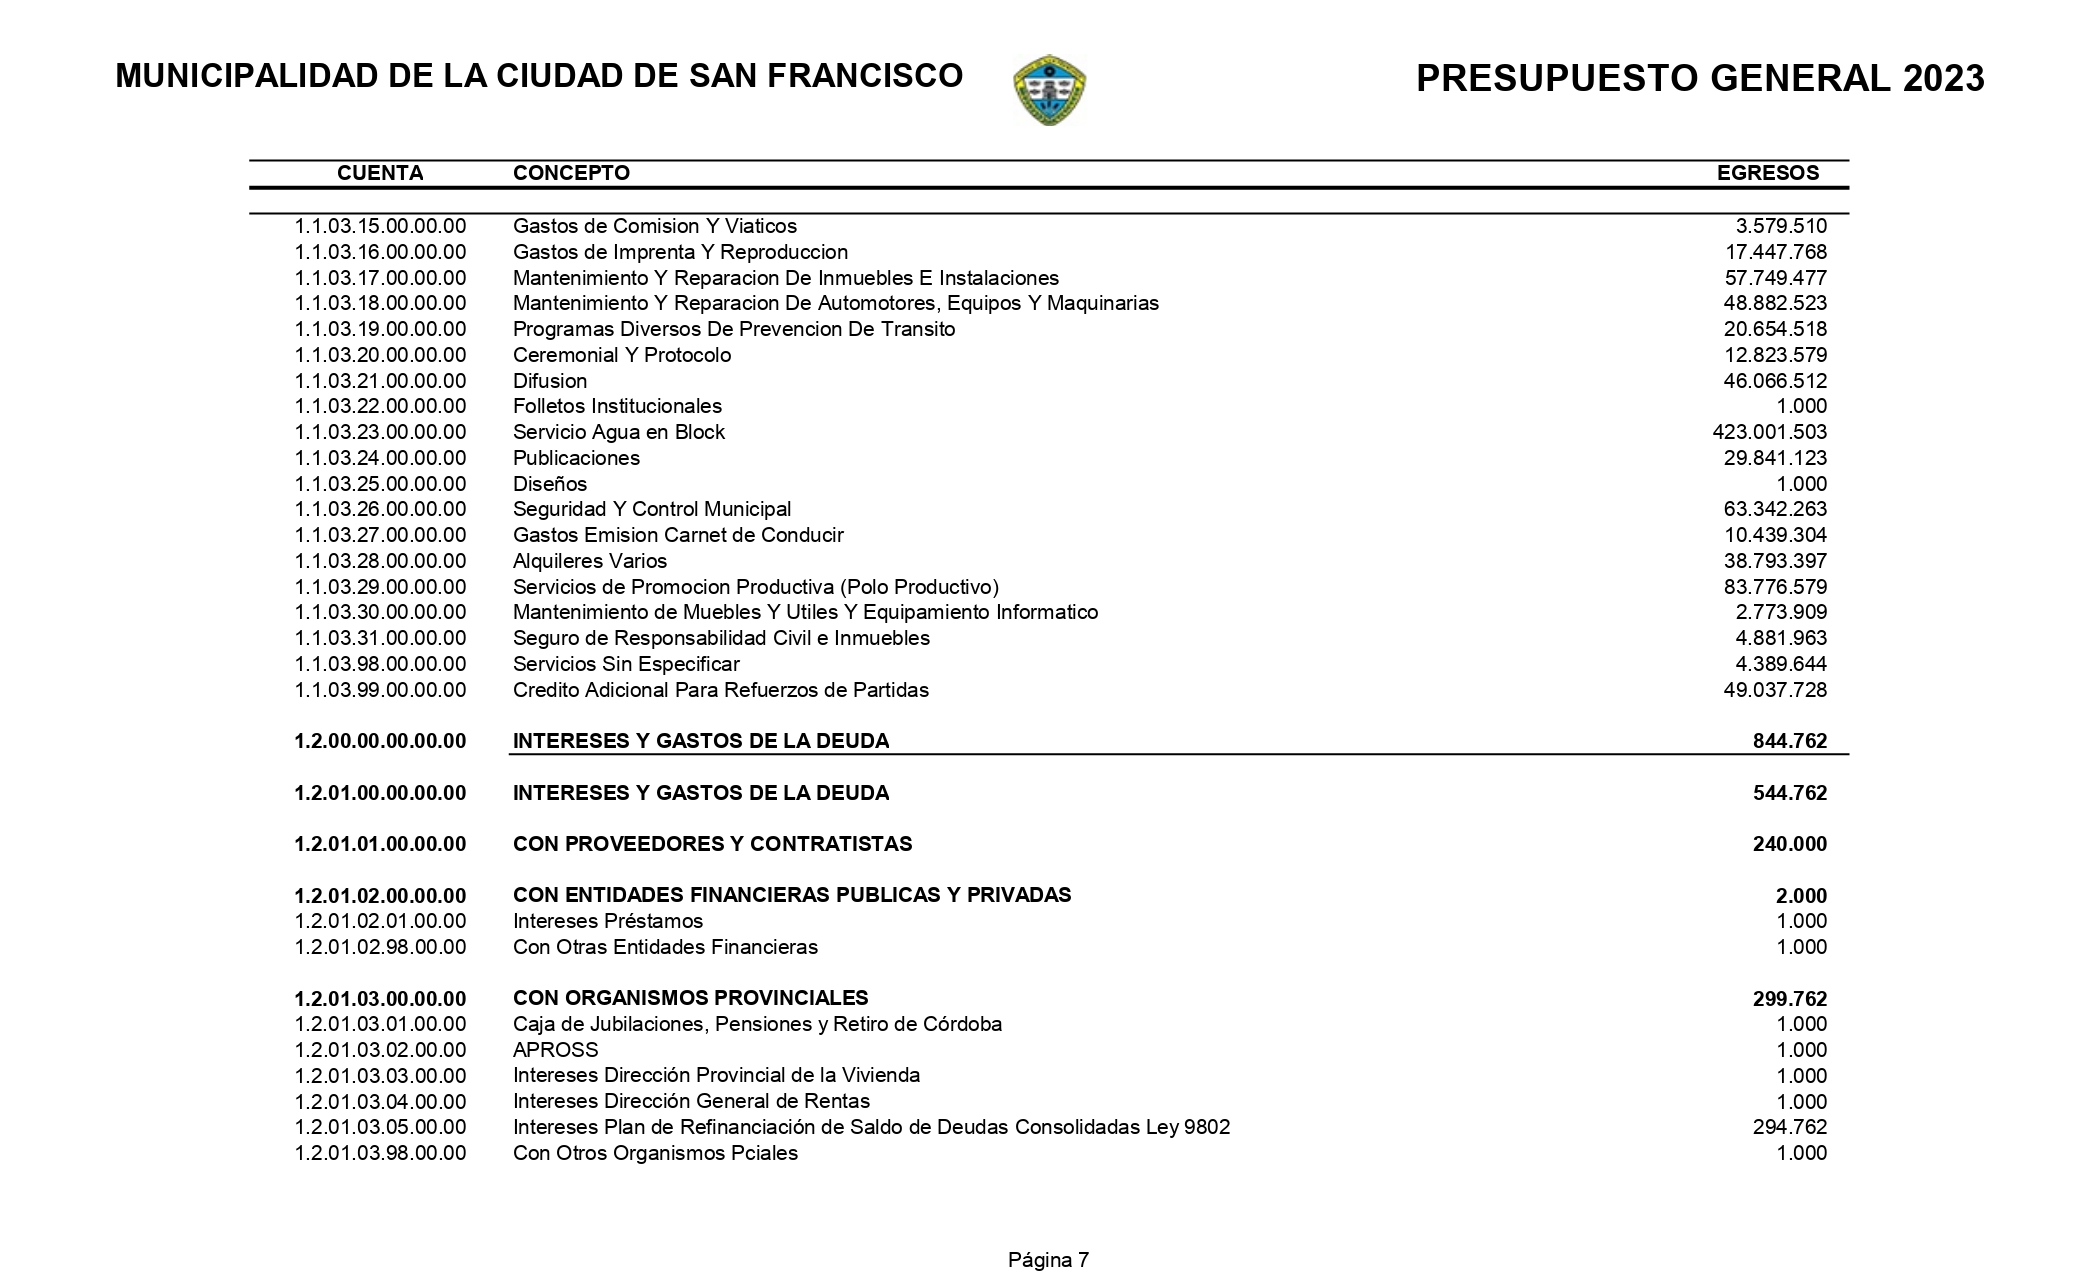 MUNICIPALIDAD DE LA CIUDAD DE SAN FRANCISCO PRESUPUESTO GENERAL 2023
CUENTA CONCEPTO EGRESOS
1.1.03.15.00.00.00 Gastos de Comision Y Viaticos 3.579.510
1.1.03.16.00.00.00 Gastos de Imprenta Y Reproduccion 17.447.768
1.1.03.17.00.00.00 Mantenimiento Y Reparacion De Inmuebles E Instalaciones 57.749.477
1.1.03.18.00.00.00 Mantenimiento Y Reparacion De Automotores, Equipos Y Maquinarias 48.882.523
1.1.03.19.00.00.00 Programas Diversos De Prevencion De Transito 20.654.518
1.1.03.20.00.00.00 Ceremonial Y Protocolo 12.823.579
1.1.03.21.00.00.00 Difusion 46.066.512
1.1.03.22.00.00.00 Folletos Institucionales 1.000
1.1.03.23.00.00.00 Servicio Agua en Block 423.001.503
1.1.03.24.00.00.00 Publicaciones 29.841.123
1.1.03.25.00.00.00 Diseños 1.000
1.1.03.26.00.00.00 Seguridad Y Control Municipal 63.342.263
1.1.03.27.00.00.00 Gastos Emision Carnet de Conducir 10.439.304
1.1.03.28.00.00.00 Alquileres Varios 38.793.397
1.1.03.29.00.00.00 Servicios de Promocion Productiva (Polo Productivo) 83.776.579
1.1.03.30.00.00.00 Mantenimiento de Muebles Y Utiles Y Equipamiento Informatico 2.773.909
1.1.03.31.00.00.00 Seguro de Responsabilidad Civil e Inmuebles 4.881.963
1.1.03.98.00.00.00 Servicios Sin Especificar 4.389.644
1.1.03.99.00.00.00 Credito Adicional Para Refuerzos de Partidas 49.037.728
1.2.00.00.00.00.00 INTERESES Y GASTOS DE LA DEUDA 844.762
1.2.01.00.00.00.00 INTERESES Y GASTOS DE LA DEUDA 544.762
1.2.01.01.00.00.00 CON PROVEEDORES Y CONTRATISTAS 240.000
1.2.01.02.00.00.00 CON ENTIDADES FINANCIERAS PUBLICAS Y PRIVADAS 2.000
1.2.01.02.01.00.00 Intereses Préstamos 1.000
1.2.01.02.98.00.00 Con Otras Entidades Financieras 1.000
1.2.01.03.00.00.00 CON ORGANISMOS PROVINCIALES 299.762
1.2.01.03.01.00.00 Caja de Jubilaciones, Pensiones y Retiro de Córdoba 1.000
1.2.01.03.02.00.00 APROSS 1.000
1.2.01.03.03.00.00 Intereses Dirección Provincial de la Vivienda 1.000
1.2.01.03.04.00.00 Intereses Dirección General de Rentas 1.000
1.2.01.03.05.00.00 Intereses Plan de Refinanciación de Saldo de Deudas Consolidadas Ley 9802 294.762
1.2.01.03.98.00.00 Con Otros Organismos Pciales 1.000
Página 7